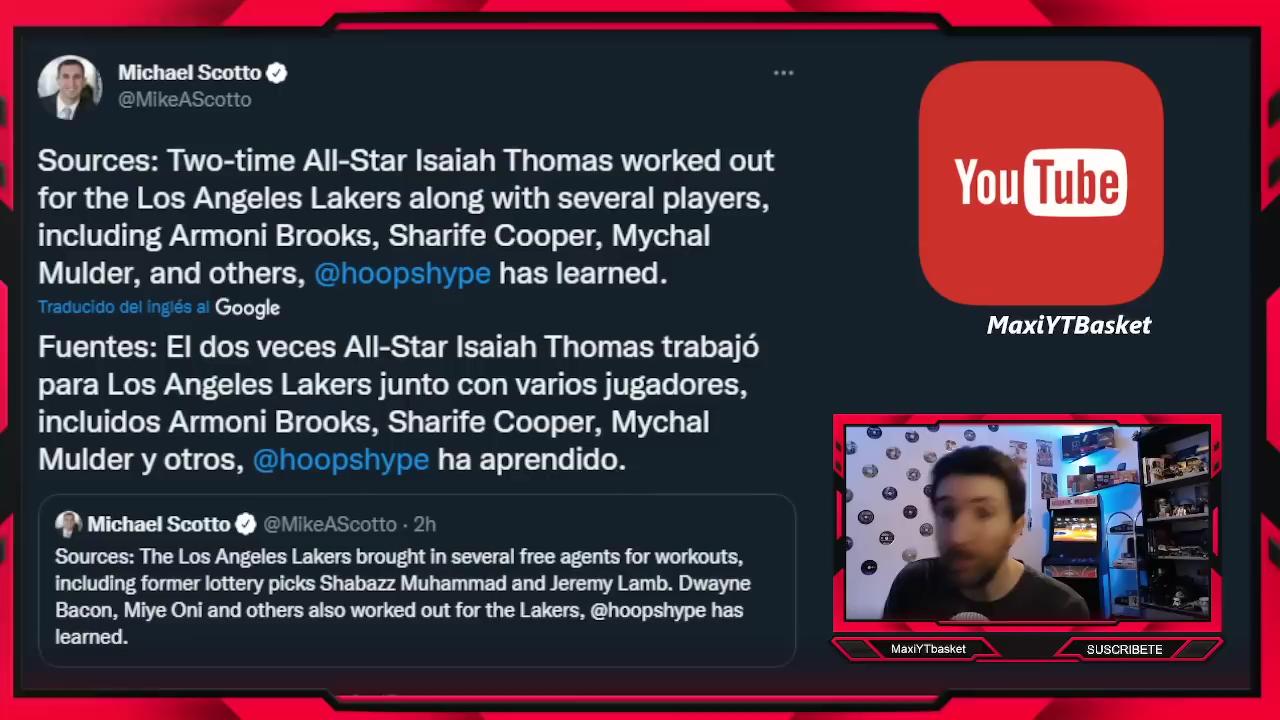 Michael Scotto
@MikeAScotto
Sources: Two-time All-Star Isaiah Thomas worked out
for the Los Angeles Lakers along with several players,
including Armoni Brooks, Sharife Cooper, Mychal
Mulder, and others, @hoopshype has learned.
Traducido del inglés al Google
Fuentes: El dos veces All-Star Isaiah Thomas trabajó
para Los Angeles Lakers junto con varios jugadores,
incluidos Armoni Brooks, Sharife Cooper, Mychal
Mulder y otros, @hoopshype ha aprendido.
Michael Scotto @MikeAScotto · 2h
Sources: The Los Angeles Lakers brought in several free agents for workouts,
including former lottery picks Shabazz Muhammad and Jeremy Lamb. Dwayne
Bacon, Miye Oni and others also worked out for the Lakers, @hoopshype has
learned.
YouTube
MaxiYTBasket
MaxiYTbasket
SUSCRIBETE